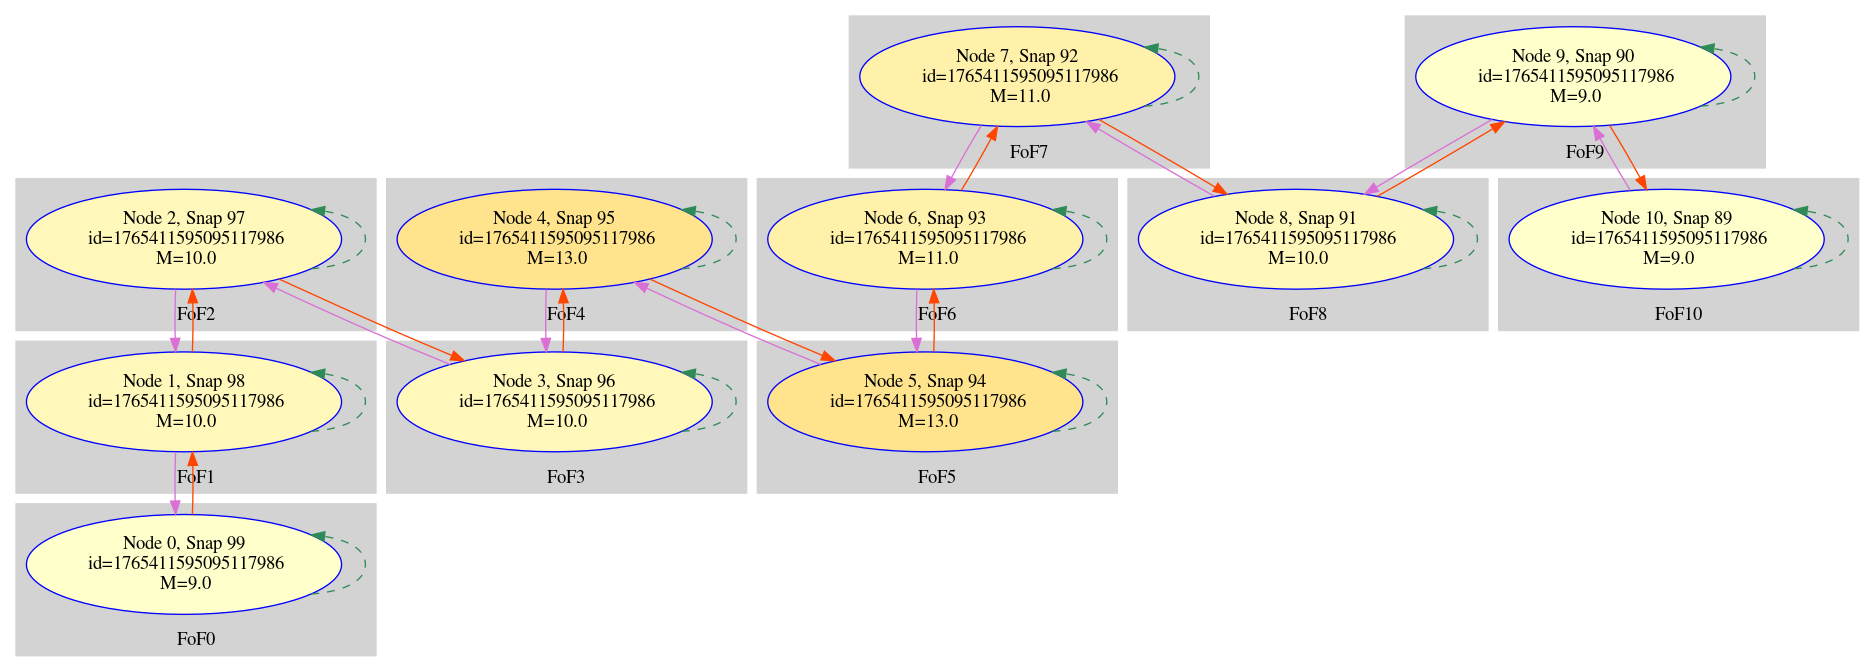 Node 7, Snap 92
id=1765411595095117986
M=11.0
FoF7
Node 9, Snap 90
id=1765411595095117986
M=9.0
FoF9
Node 2, Snap 97
id=1765411595095117986
M=10.0
FoF2
Node 4, Snap 95
id=1765411595095117986
M=13.0
FoF4
Node 6, Snap 93
id=1765411595095117986
M=11.0
FoF6
Node 8, Snap 91
id=1765411595095117986
M=10.0
FoF8
Node 10, Snap 89
id=1765411595095117986
M=9.0
FoF10
Node 1, Snap 98
id=1765411595095117986
M=10.0
FoF1
Node 3, Snap 96
id=1765411595095117986
M=10.0
FoF3
Node 5, Snap 94
id=1765411595095117986
M=13.0
FoF5
Node 0, Snap 99
id=1765411595095117986
M=9.0
FoF0